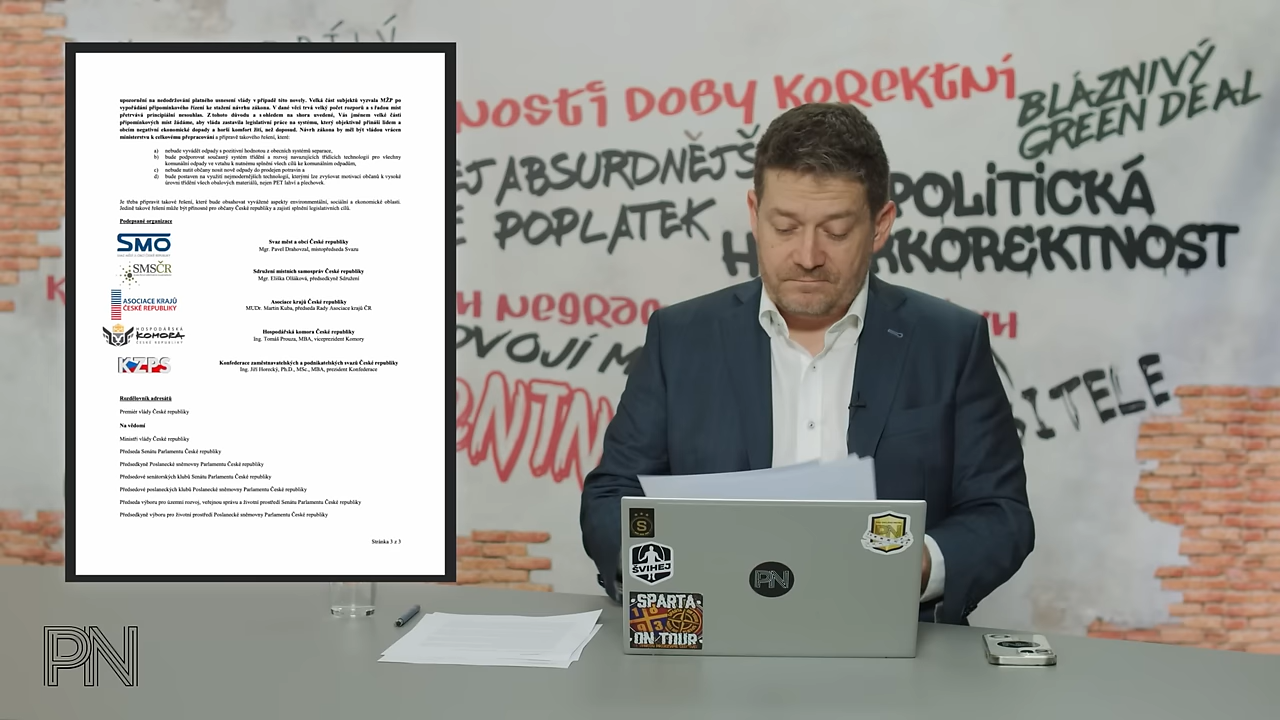 upozornění na nedodržování platného usnesení vlády v případě této novely. Velká část subjektů vyzvala MŽP po
vypořádání připomínkového řízení ke stažení návrhu zákona. V dané věci trvá velký počet rozporů a s řadou míst
přetrvává principiální nesouhlas. Z tohoto důvodu a s ohledem na shora uvedené, Vás jménem velké části
připomínkových míst žádáme, aby vláda zastavila legislativní práce na systému, který objektivně přináší lidem a
obcím negativní ekonomické dopady a horší komfort žití, než doposud. Návrh zákona by měl být vládou vrácen
ministerstvu k celkovému přepracování a přípravě takového řešení, které:
a) nebude vyvádět odpady s pozitivní hodnotou z obecních systémů separace,
b) bude podporovat současný systém třídění a rozvoj navazujících třídících technologií pro všechny
komunální odpady ve vztahu k nutnému splnění všech cílů ke komunálním odpadům,
c) nebude nutit občany nosit nově odpady do prodejen potravin a
d) bude postaven na využití nejmodernějších technologií, kterými lze zvyšovat motivaci občanů k vysoké
úrovni třídění všech obalových materiálů, nejen PET lahví a plechovek.
Je třeba připravit takové řešení, které bude obsahovat vyvážené aspekty environmentální, sociální a ekonomické oblasti.
Jedině takové řešení může být přínosné pro občany České republiky a zajistí splnění legislativních cílů.
Podepsané organizace
SMO
Svaz měst a obcí České republiky
Mgr. Pavel Drahovzal, místopředseda Svazu
SMSČR
Sdružení místních samospráv České republiky
Mgr. Eliška Olšáková, předsedkyně Sdružení
ASOCIACE KRAJŮ
ČESKÉ REPUBLIKY
Asociace krajů České republiky
MUDr. Martin Kuba, předseda Rady Asociace krajů ČR
HOSPODÁŘSKÁ
KOMORA
ČESKÉ REPUBLIKY
Hospodářská komora České republiky
Ing. Tomáš Prouza, MBA, viceprezident Komory
KZPS
Konfederace zaměstnavatelských a podnikatelských svazů České republiky
Ing. Jiří Horecký, Ph.D., MSc., MBA, prezident Konfederace
Rozdělovník adresátů
Premiér vlády České republiky
Na vědomí
Ministři vlády České republiky
Předseda Senátu Parlamentu České republiky
Předsedkyně Poslanecké sněmovny Parlamentu České republiky
Předsedové senátorských klubů Senátu Parlamentu České republiky
Předsedové poslaneckých klubů Poslanecké sněmovny Parlamentu České republiky
Předseda výboru pro územní rozvoj, veřejnou správu a životní prostředí Senátu Parlamentu České republiky
Předsedkyně výboru pro životní prostředí Poslanecké sněmovny Parlamentu České republiky
Stránka 3 z 3
NOSTÍ DOBY KOREKTNÍ
BLÁZNIVÝ
GREEN DEAL
EJ ABSURDNĚJŠ
POPLATEK
POLITICKÁ
KOREKTNOST
H NEGRA
VOJÍ M
ITELE
S
ŠVIHEJ
SPARTA
1893
ON TOUR
PN
PN
PN